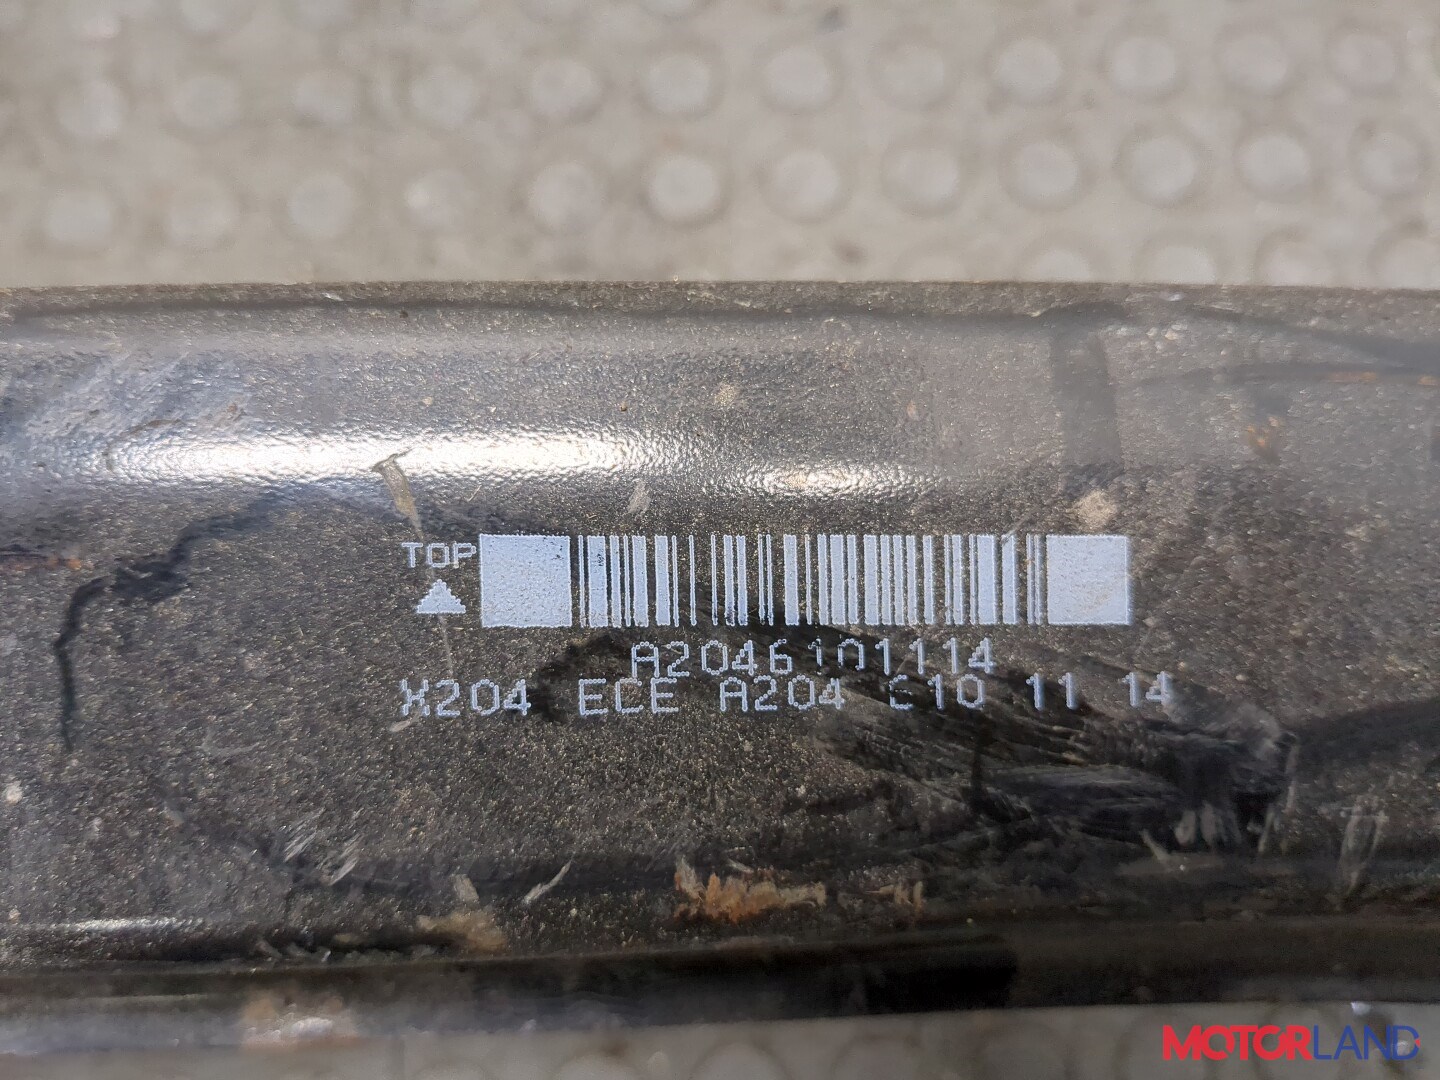 TOP
A2046101114
X204 ECE A204 610 11 14
MOTORLAND